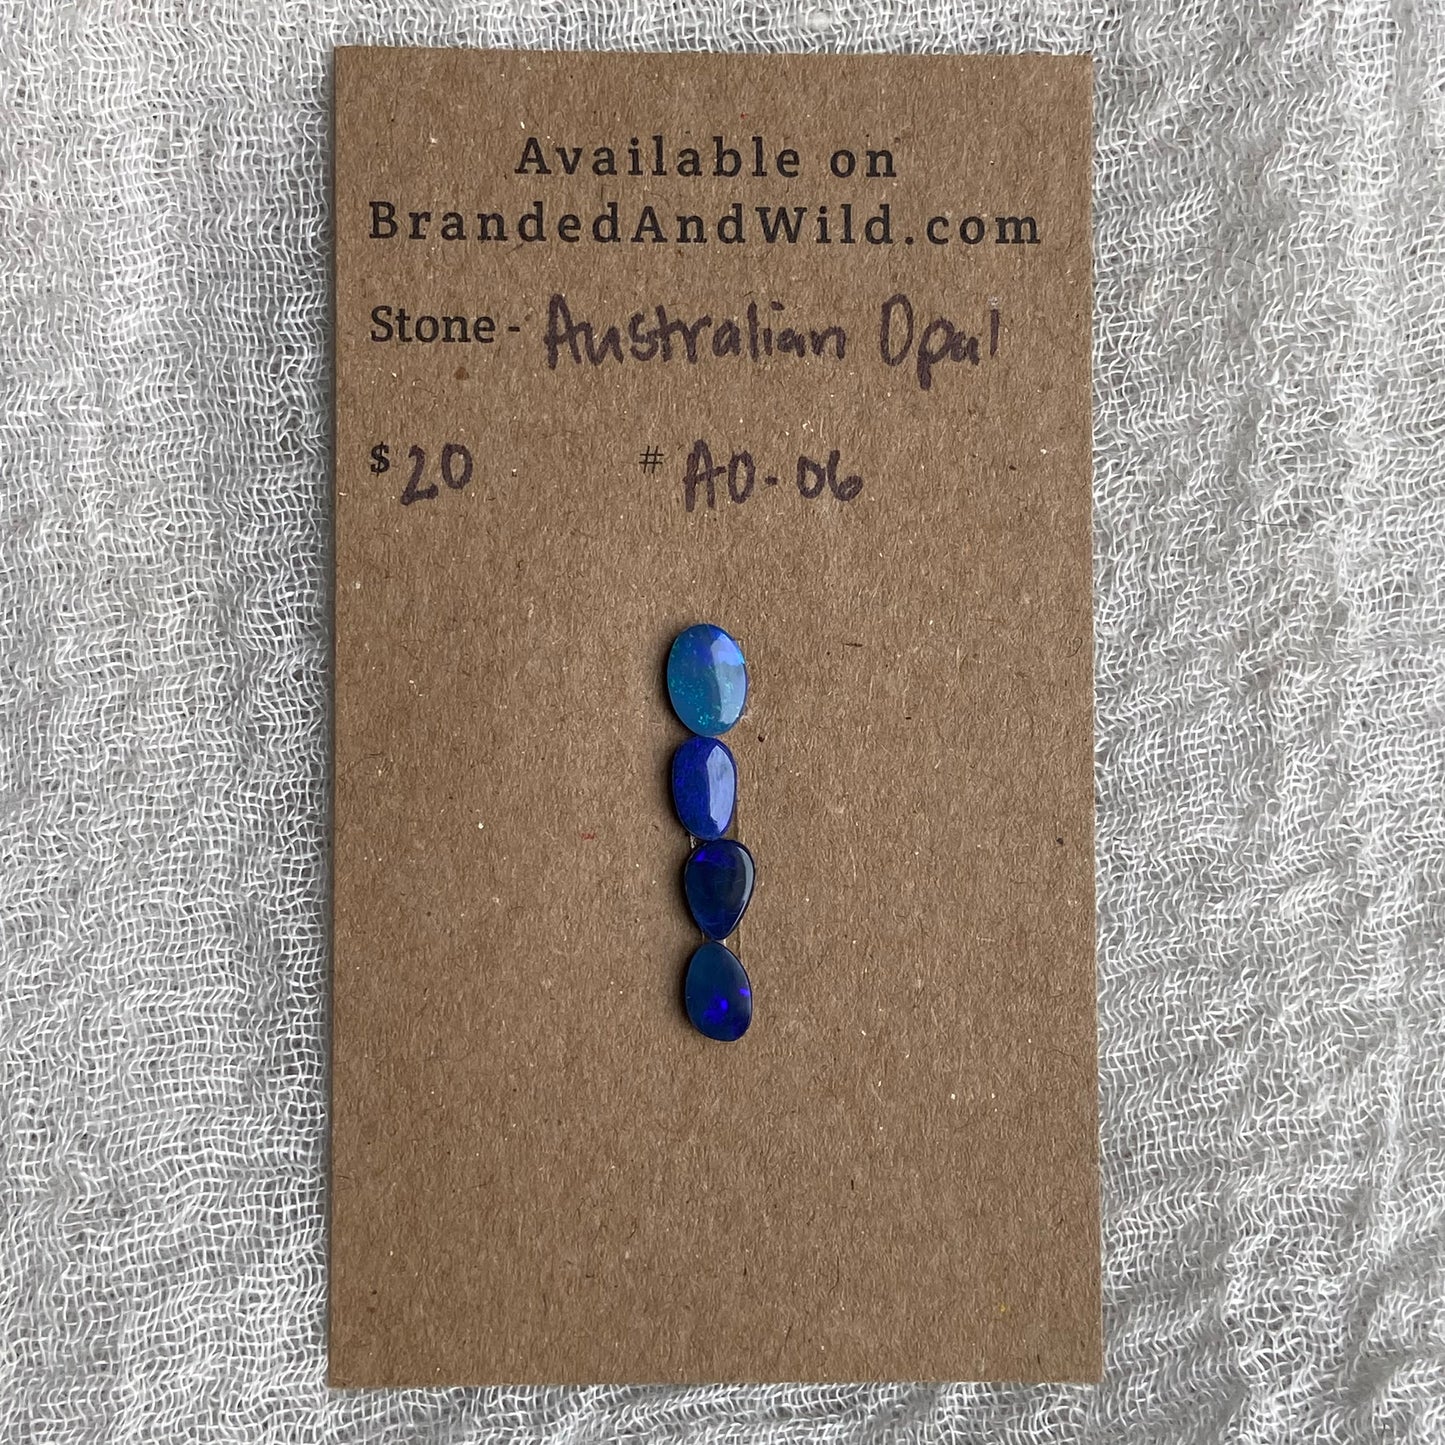 Available on
BrandedAndWild.com
Stone - Australian Opal
$20 # AO-06